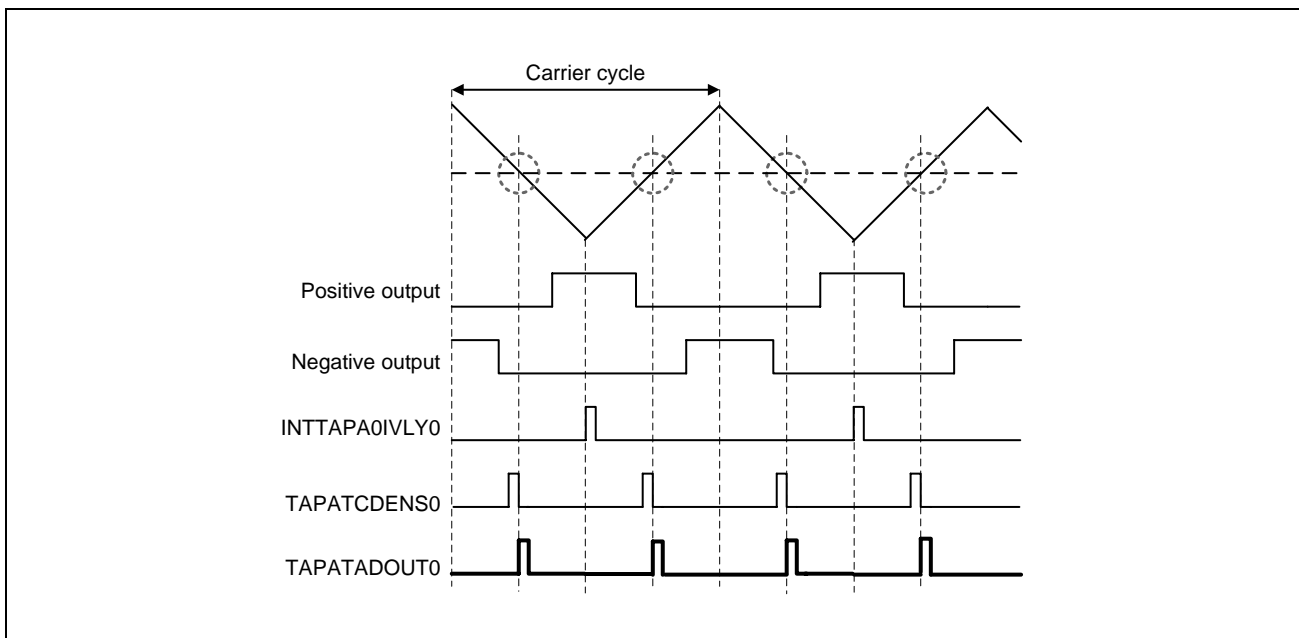 Carrier cycle
Positive output
Negative output
INTTAPA0IVLY0
TAPATCDENS0
TAPATADOUT0